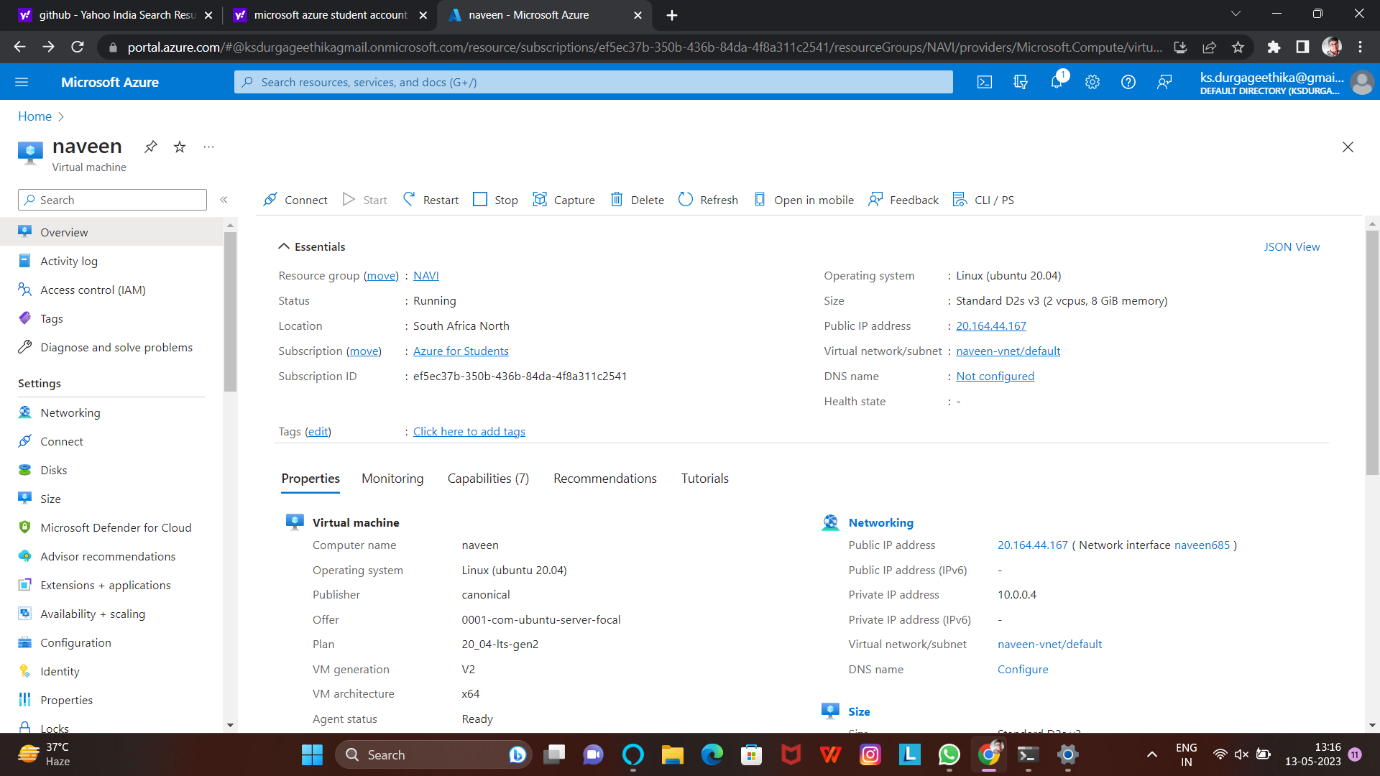 github - Yahoo India Search Resu
microsoft azure student account
naveen - Microsoft Azure
portal.azure.com/#@ksdurgageethikagmail.onmicrosoft.com/resource/subscriptions/ef5ec37b-350b-436b-84da-4f8a311c2541/resourceGroups/NAVI/providers/Microsoft.Compute/virtu...
Microsoft Azure
Search resources, services, and docs (G+/)
1
ks.durgageethika@gmai...
DEFAULT DIRECTORY (KSDURGA...
Home
naveen
Virtual machine
Search
Connect Start Restart Stop Capture Delete Refresh Open in mobile Feedback CLI / PS
Overview
Activity log
Access control (IAM)
Tags
Diagnose and solve problems
Settings
Networking
Connect
Disks
Size
Microsoft Defender for Cloud
Advisor recommendations
Extensions + applications
Availability + scaling
Configuration
Identity
Properties
Locks
Essentials
JSON View
Resource group (move) : NAVI
Status : Running
Location : South Africa North
Subscription (move) : Azure for Students
Subscription ID : ef5ec37b-350b-436b-84da-4f8a311c2541
Tags (edit) : Click here to add tags
Operating system : Linux (ubuntu 20.04)
Size : Standard D2s v3 (2 vcpus, 8 GiB memory)
Public IP address : 20.164.44.167
Virtual network/subnet : naveen-vnet/default
DNS name : Not configured
Health state : -
Properties Monitoring Capabilities (7) Recommendations Tutorials
Virtual machine
Computer name naveen
Operating system Linux (ubuntu 20.04)
Publisher canonical
Offer 0001-com-ubuntu-server-focal
Plan 20_04-lts-gen2
VM generation V2
VM architecture x64
Agent status Ready
Networking
Public IP address 20.164.44.167 ( Network interface naveen685 )
Public IP address (IPv6) -
Private IP address 10.0.0.4
Private IP address (IPv6) -
Virtual network/subnet naveen-vnet/default
DNS name Configure
Size
Size Standard D2s v3
37°C
Haze
Search
ENG
IN
13:16
13-05-2023
11